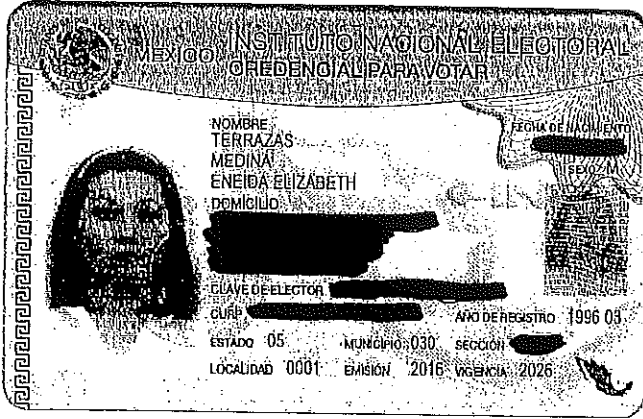 MÉXICO INSTITUTO NACIONAL ELECTORAL
CREDENCIAL PARA VOTAR
NOMBRE
TERRAZAS
MEDINA
ENEIDA ELIZABETH
DOMICILIO
FECHA DE NACIMIENTO
SEXO M
CLAVE DE ELECTOR
CURP
AÑO DE REGISTRO 1996 03
ESTADO 05 MUNICIPIO 030 SECCIÓN
LOCALIDAD 0001 EMISIÓN 2016 VIGENCIA 2026